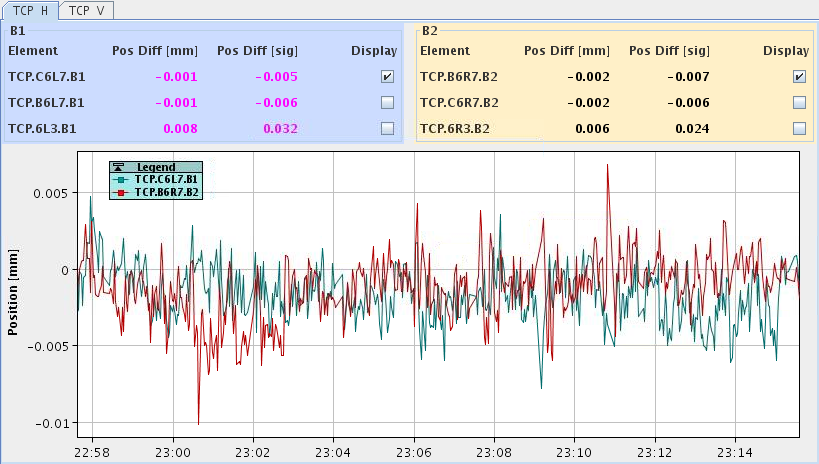 TCP H TCP V
B1
Element Pos Diff [mm] Pos Diff [sig] Display
TCP.C6L7.B1 -0.001 -0.005
TCP.B6L7.B1 -0.001 -0.006
TCP.6L3.B1 0.008 0.032
B2
Element Pos Diff [mm] Pos Diff [sig] Display
TCP.B6R7.B2 -0.002 -0.007
TCP.C6R7.B2 -0.002 -0.006
TCP.6R3.B2 0.006 0.024
Legend
TCP.C6L7.B1
TCP.B6R7.B2
Position [mm]
0.005
0
-0.005
-0.01
22:58 23:00 23:02 23:04 23:06 23:08 23:10 23:12 23:14